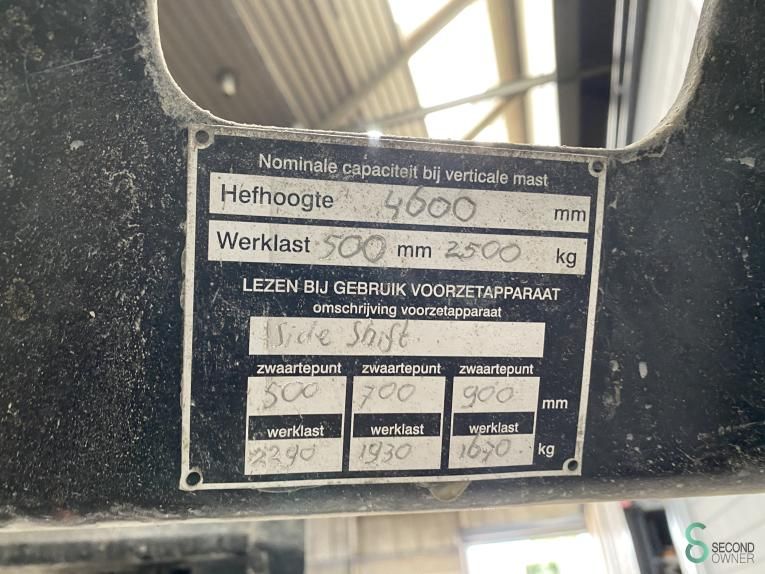 Nominale capaciteit bij verticale mast
Hefhoogte 4600 mm
Werklast 500 mm 2500 kg
LEZEN BIJ GEBRUIK VOORZETAPPARAAT
omschrijving voorzetapparaat
Side Shift
zwaartepunt zwaartepunt zwaartepunt
500 700 900 mm
werklast werklast werklast
2290 1930 1670 kg
SECOND
OWNER